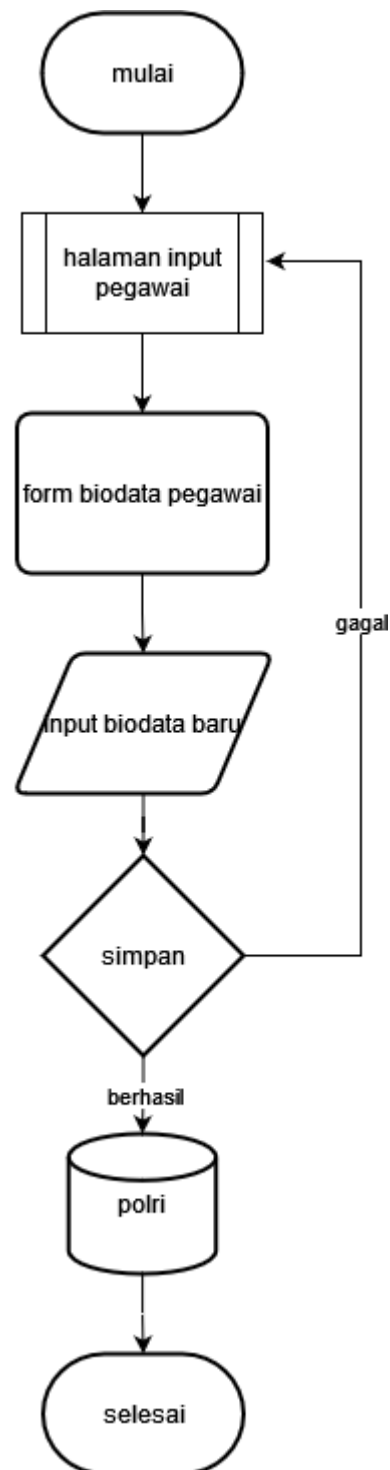 mulai
halaman input
pegawai
form biodata pegawai
input biodata baru
gagal
simpan
berhasil
polri
selesai